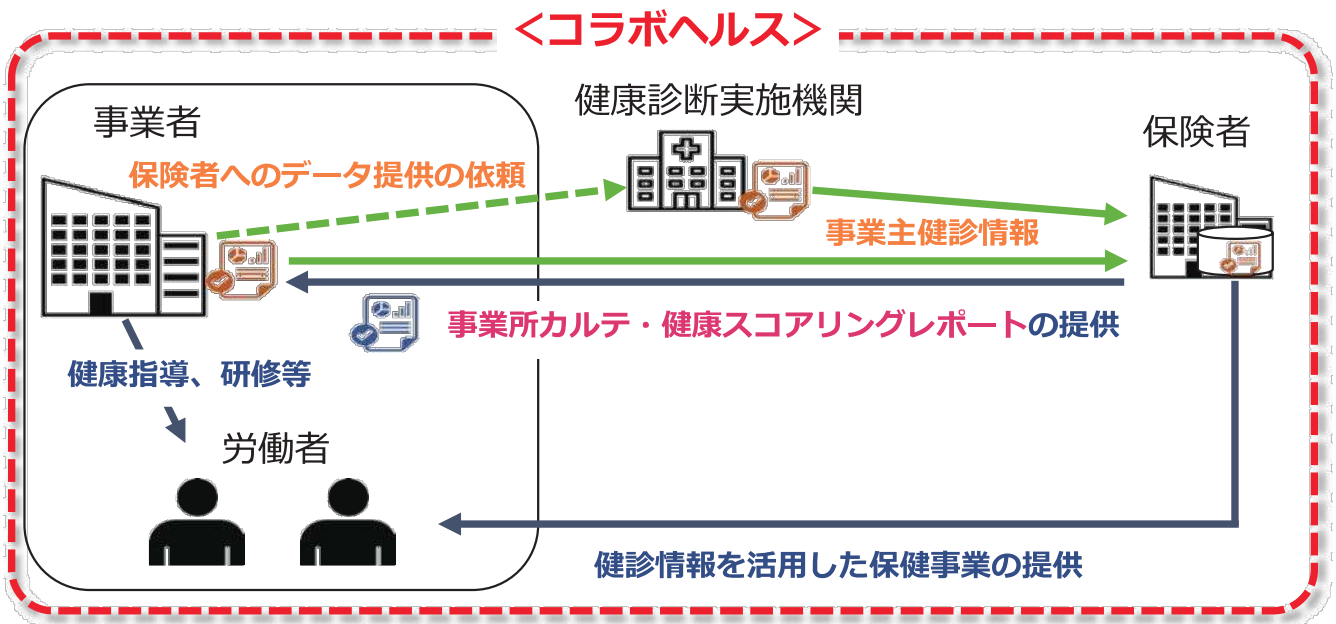 ＜コラボヘルス＞
事業者
健康診断実施機関
保険者
保険者へのデータ提供の依頼
事業主健診情報
事業所カルテ・健康スコアリングレポートの提供
健康指導、研修等
労働者
健診情報を活用した保健事業の提供